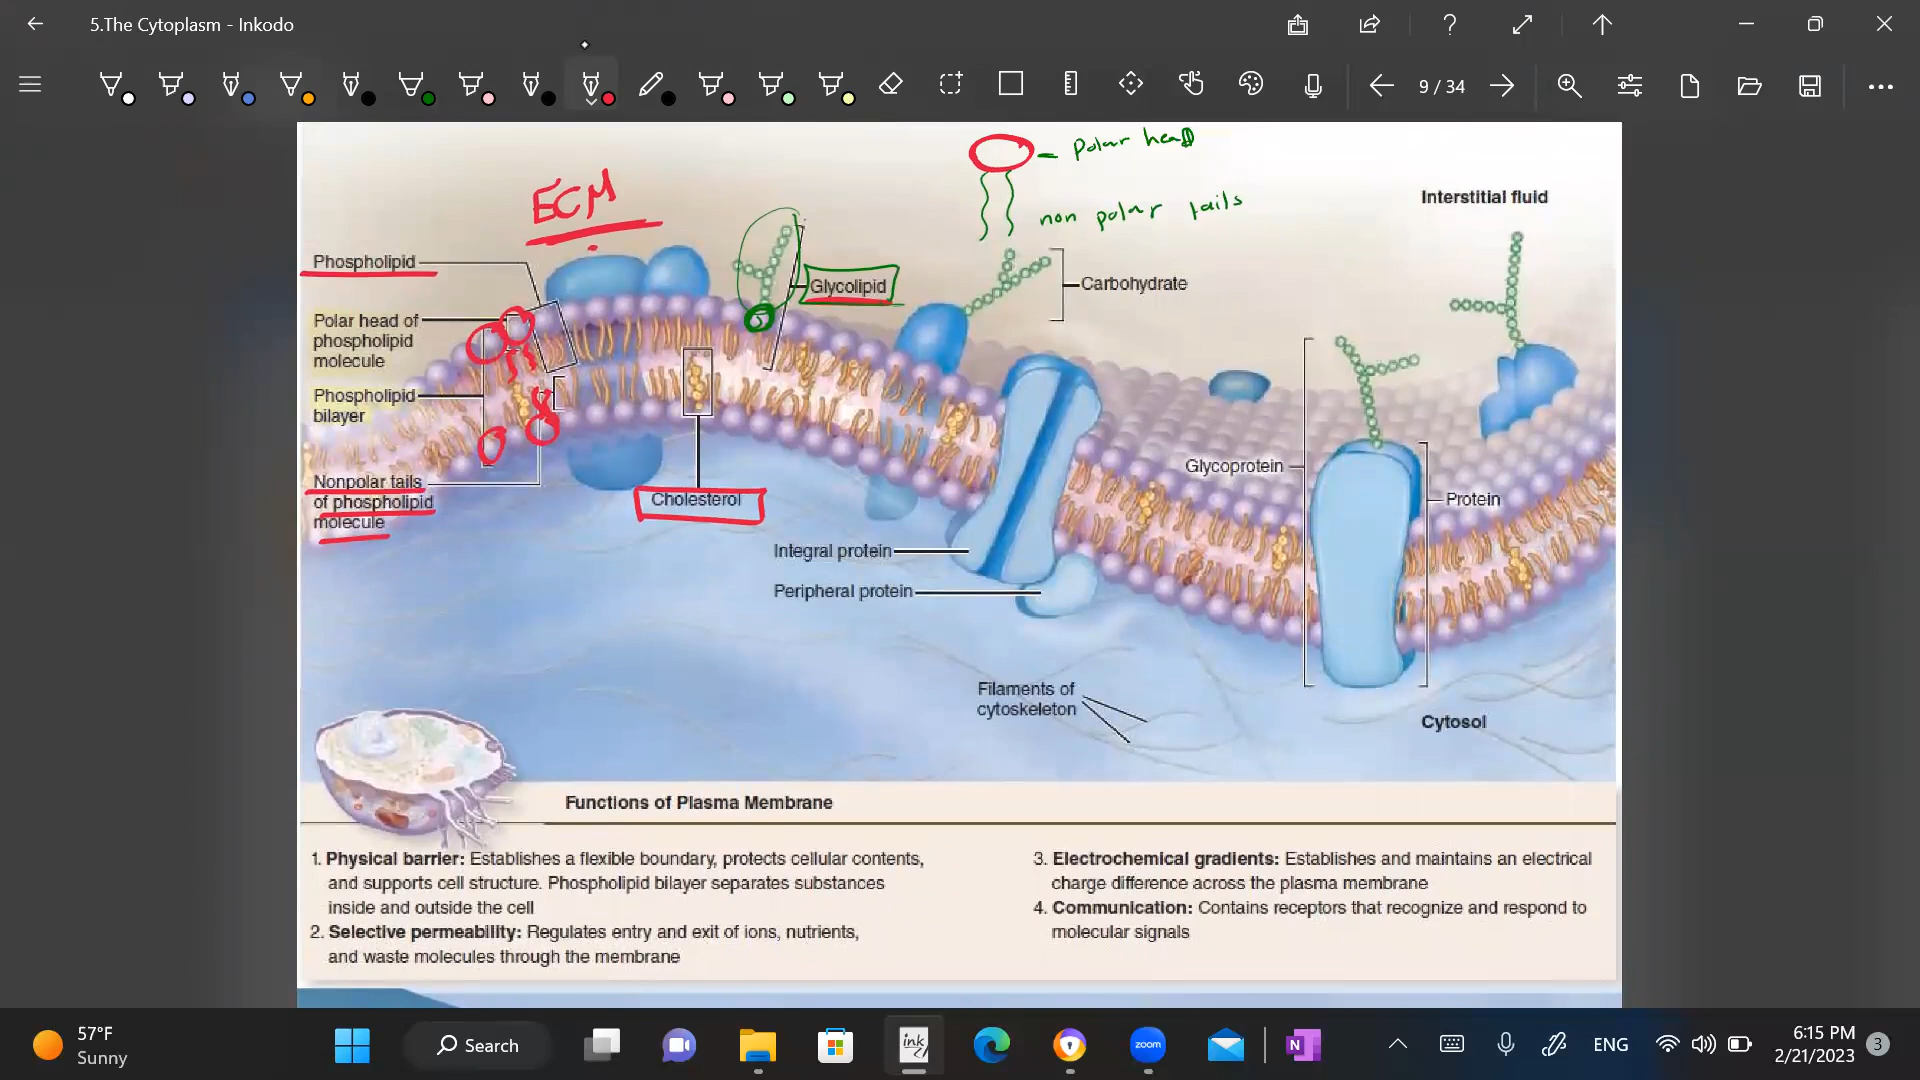 5.The Cytoplasm - Inkodo
9 / 34
Polar head
ECM
non polar tails
Interstitial fluid
Phospholipid
Glycolipid
Carbohydrate
Polar head of
phospholipid
molecule
Phospholipid
bilayer
Glycoprotein
Nonpolar tails
of phospholipid
molecule
Cholesterol
Protein
Integral protein
Peripheral protein
Filaments of
cytoskeleton
Cytosol
Functions of Plasma Membrane
1. Physical barrier: Establishes a flexible boundary, protects cellular contents,
and supports cell structure. Phospholipid bilayer separates substances
inside and outside the cell
2. Selective permeability: Regulates entry and exit of ions, nutrients,
and waste molecules through the membrane
3. Electrochemical gradients: Establishes and maintains an electrical
charge difference across the plasma membrane
4. Communication: Contains receptors that recognize and respond to
molecular signals
57°F
Sunny
Search
ink
zoom
N
ENG
6:15 PM
2/21/2023
3